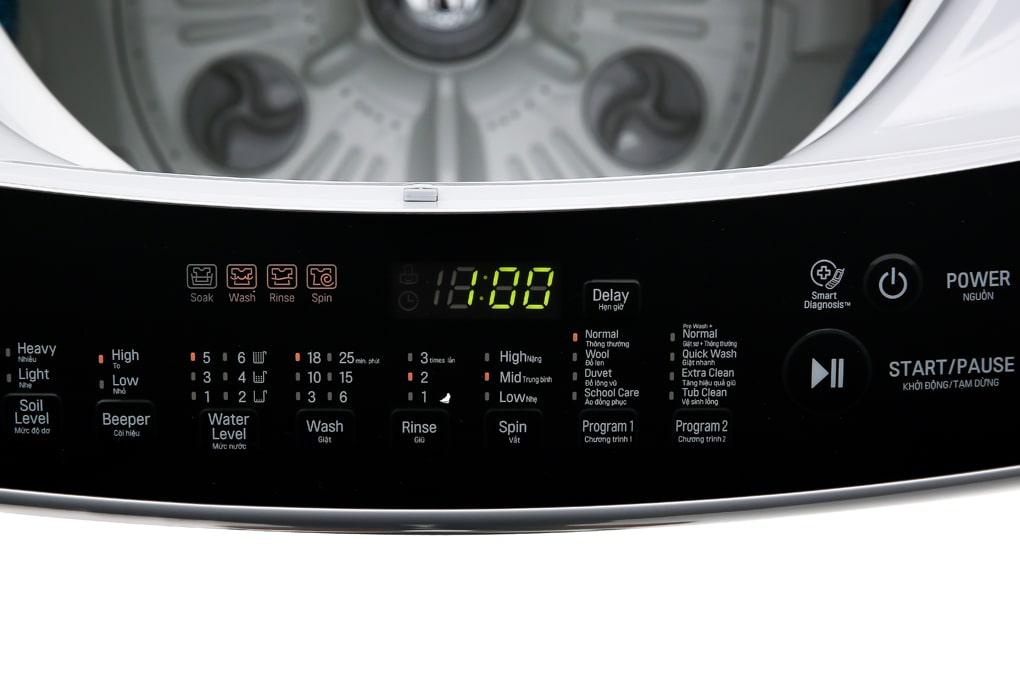 Soak Wash Rinse Spin
1:00
Delay
Hẹn giờ
Smart
Diagnosis™
POWER
NGUỒN
Heavy
Nhiều
Light
Nhẹ
Soil
Level
Mức độ dơ
High
To
Low
Nhỏ
Beeper
Còi hiệu
5 6
3 4
1 2
Water
Level
Mức nước
18 25 min. phút
10 15
3 6
Wash
Giặt
3 times lần
2
1
Rinse
Giũ
High Nặng
Mid Trung bình
Low Nhẹ
Spin
Vắt
Normal
Thông thường
Wool
Đồ len
Duvet
Đồ lông vũ
School Care
Áo đồng phục
Program 1
Chương trình 1
Pre Wash +
Normal
Giặt sơ + Thông thường
Quick Wash
Giặt nhanh
Extra Clean
Tăng hiệu quả giũ
Tub Clean
Vệ sinh lồng
Program 2
Chương trình 2
START/PAUSE
KHỞI ĐỘNG/TẠM DỪNG